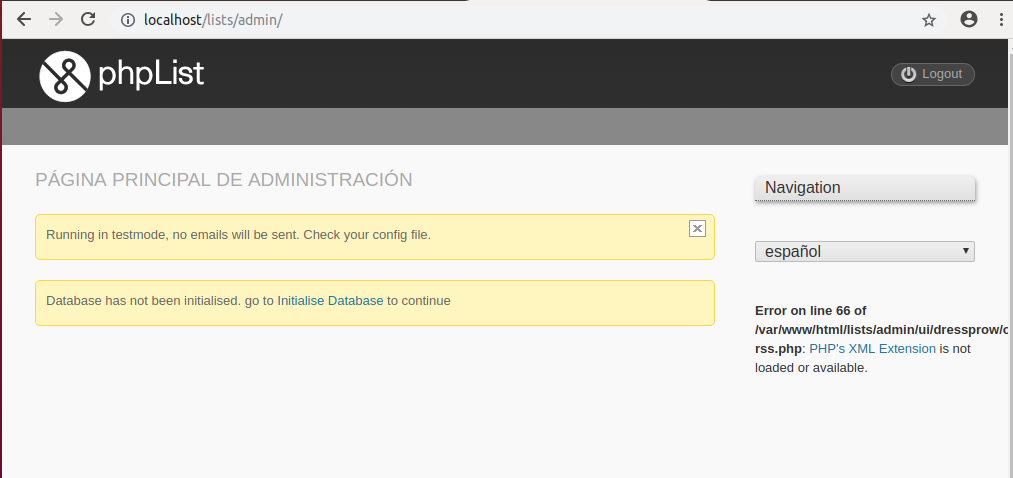 localhost/lists/admin/
phpList
Logout
PÁGINA PRINCIPAL DE ADMINISTRACIÓN
Navigation
Running in testmode, no emails will be sent. Check your config file.
español
Database has not been initialised. go to Initialise Database to continue
Error on line 66 of
/var/www/html/lists/admin/ui/dressprow/
rss.php: PHP's XML Extension is not
loaded or available.